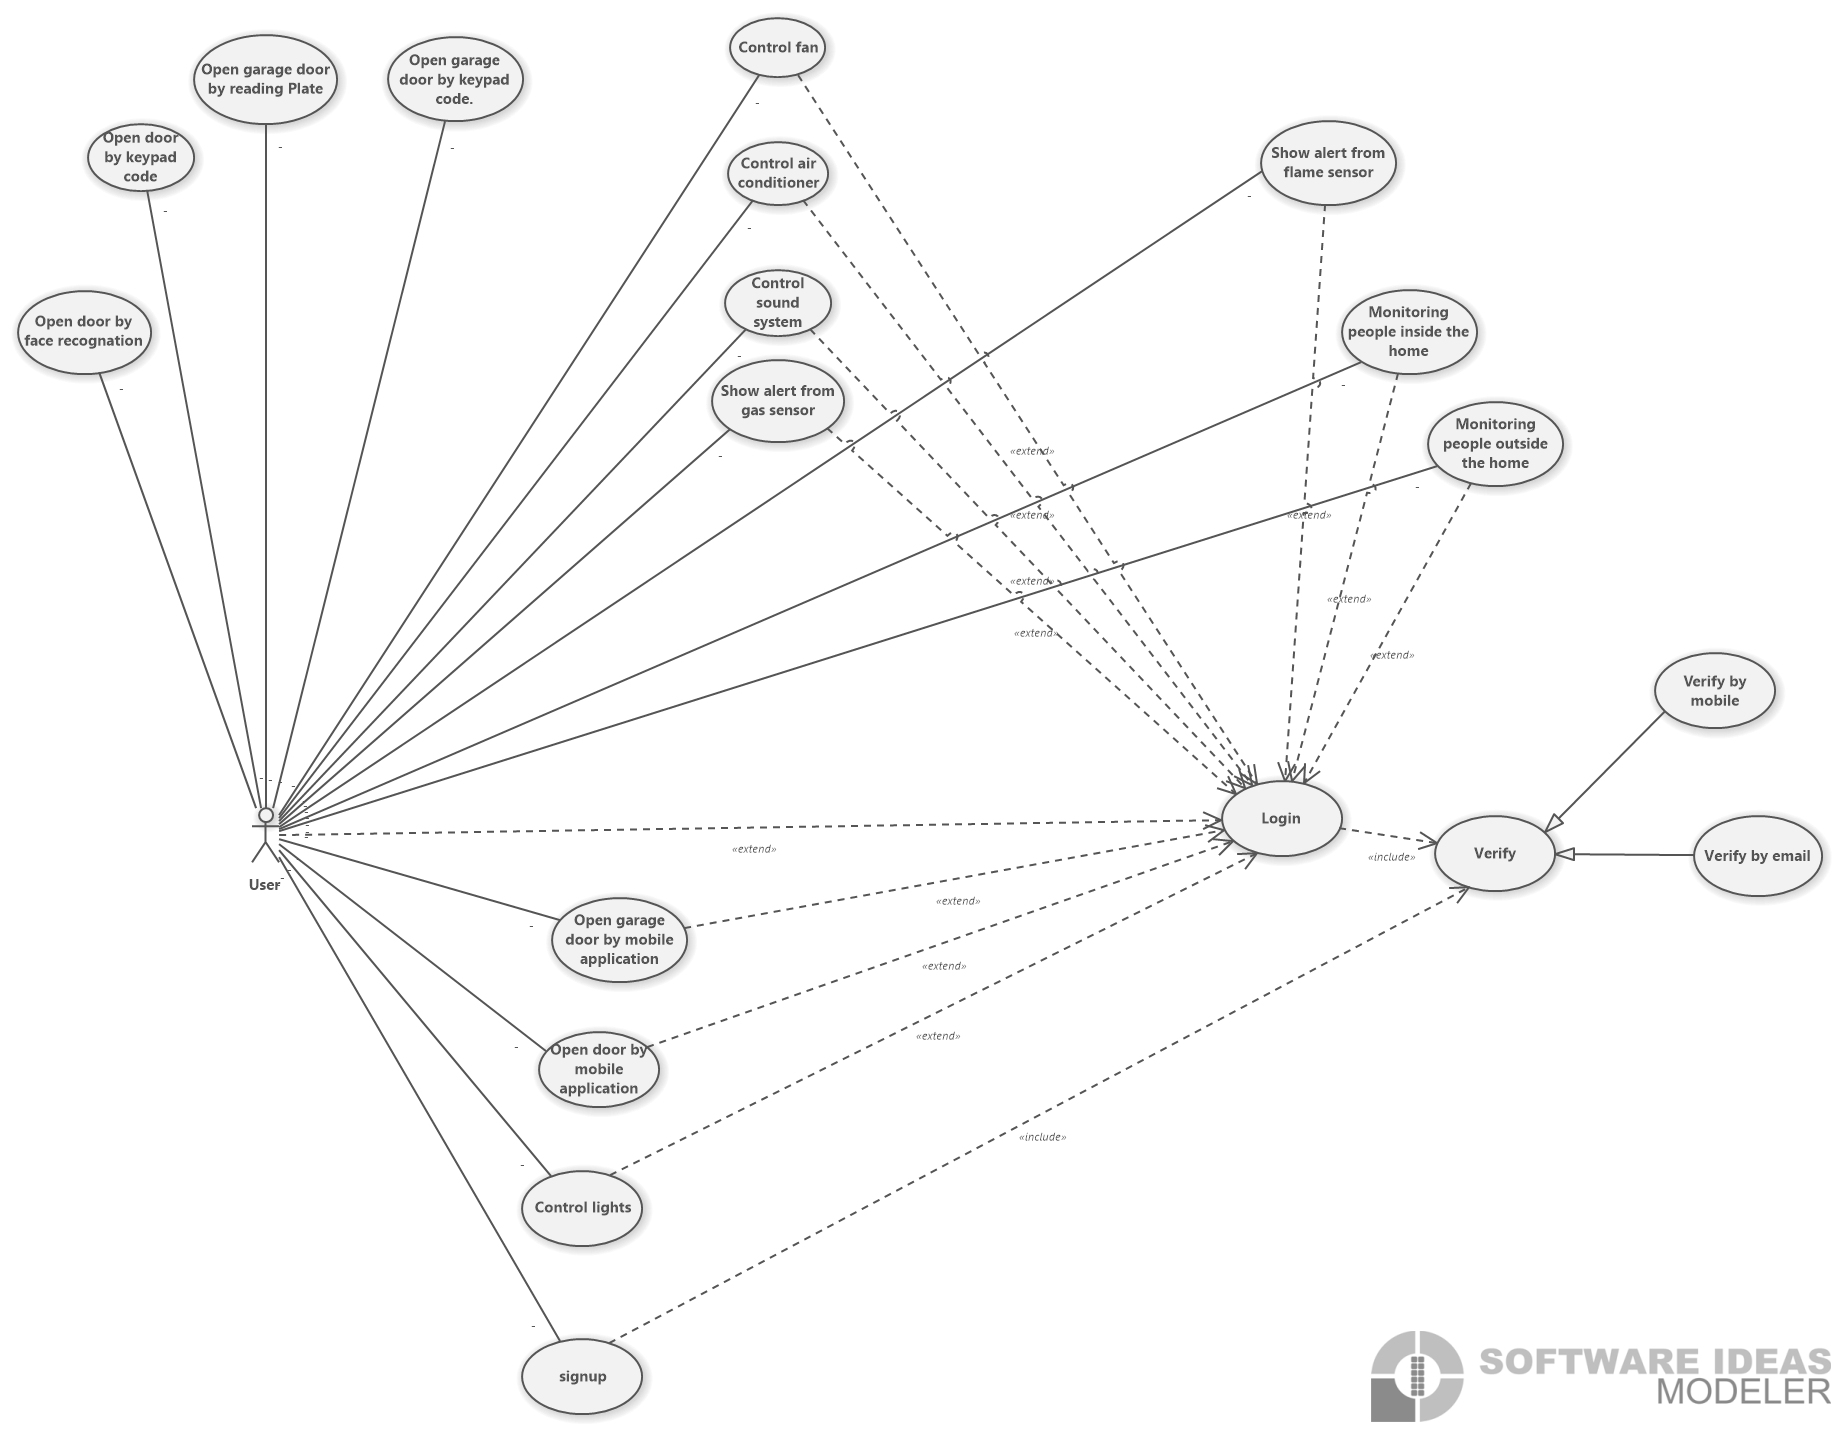 Control fan
Open garage door
by reading Plate
Open garage
door by keypad
code.
Open door
by keypad
code
Control air
conditioner
Show alert from
flame sensor
Control
sound
system
Open door by
face recognation
Monitoring
people inside the
home
Show alert from
gas sensor
Monitoring
people outside
the home
«extend»
«extend»
«extend»
«extend»
«extend»
«extend»
«extend»
Verify by
mobile
Login
«extend»
«include»
Verify
Verify by email
User
«extend»
Open garage
door by mobile
application
«extend»
Open door by
mobile
application
«extend»
«include»
Control lights
signup
SOFTWARE IDEAS
MODELER